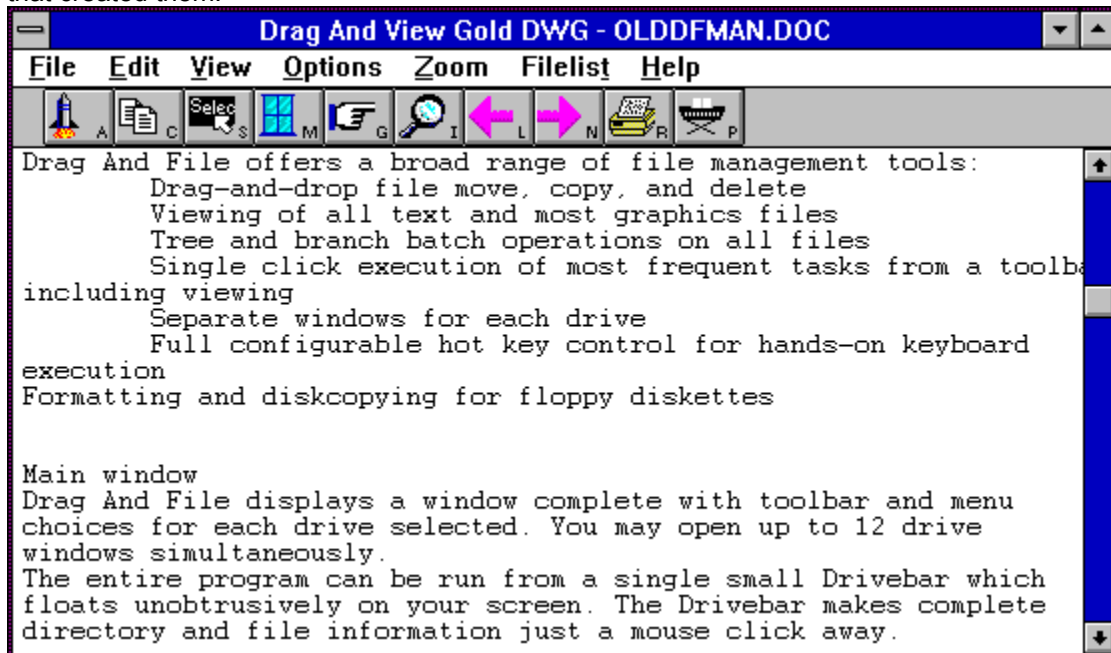 that created them.
Drag And View Gold DWG - OLDDFMAN.DOC
File Edit View Options Zoom Filelist Help
A C Selec S M G I L N R P
Drag And File offers a broad range of file management tools:
Drag-and-drop file move, copy, and delete
Viewing of all text and most graphics files
Tree and branch batch operations on all files
Single click execution of most frequent tasks from a toolba
including viewing
Separate windows for each drive
Full configurable hot key control for hands-on keyboard
execution
Formatting and diskcopying for floppy diskettes
Main window
Drag And File displays a window complete with toolbar and menu
choices for each drive selected. You may open up to 12 drive
windows simultaneously.
The entire program can be run from a single small Drivebar which
floats unobtrusively on your screen. The Drivebar makes complete
directory and file information just a mouse click away.